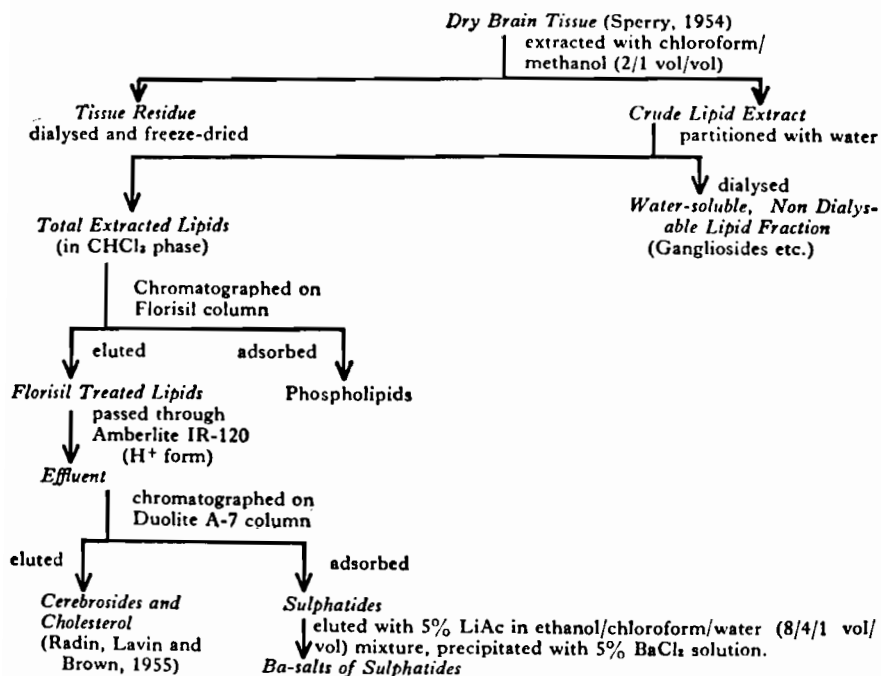 Dry Brain Tissue (Sperry, 1954)
extracted with chloroform/
methanol (2/1 vol/vol)
Tissue Residue
dialysed and freeze-dried
Crude Lipid Extract
partitioned with water
Total Extracted Lipids
(in CHCl₃ phase)
dialysed
Water-soluble, Non Dialys-
able Lipid Fraction
(Gangliosides etc.)
Chromatographed on
Florisil column
eluted
adsorbed
Florisil Treated Lipids
Phospholipids
passed through
Amberlite IR-120
(H⁺ form)
Effluent
chromatographed on
Duolite A-7 column
eluted
adsorbed
Cerebrosides and
Cholesterol
(Radin, Lavin and
Brown, 1955)
Sulphatides
eluted with 5% LiAc in ethanol/chloroform/water (8/4/1 vol/
vol) mixture, precipitated with 5% BaCl₂ solution.
Ba-salts of Sulphatides